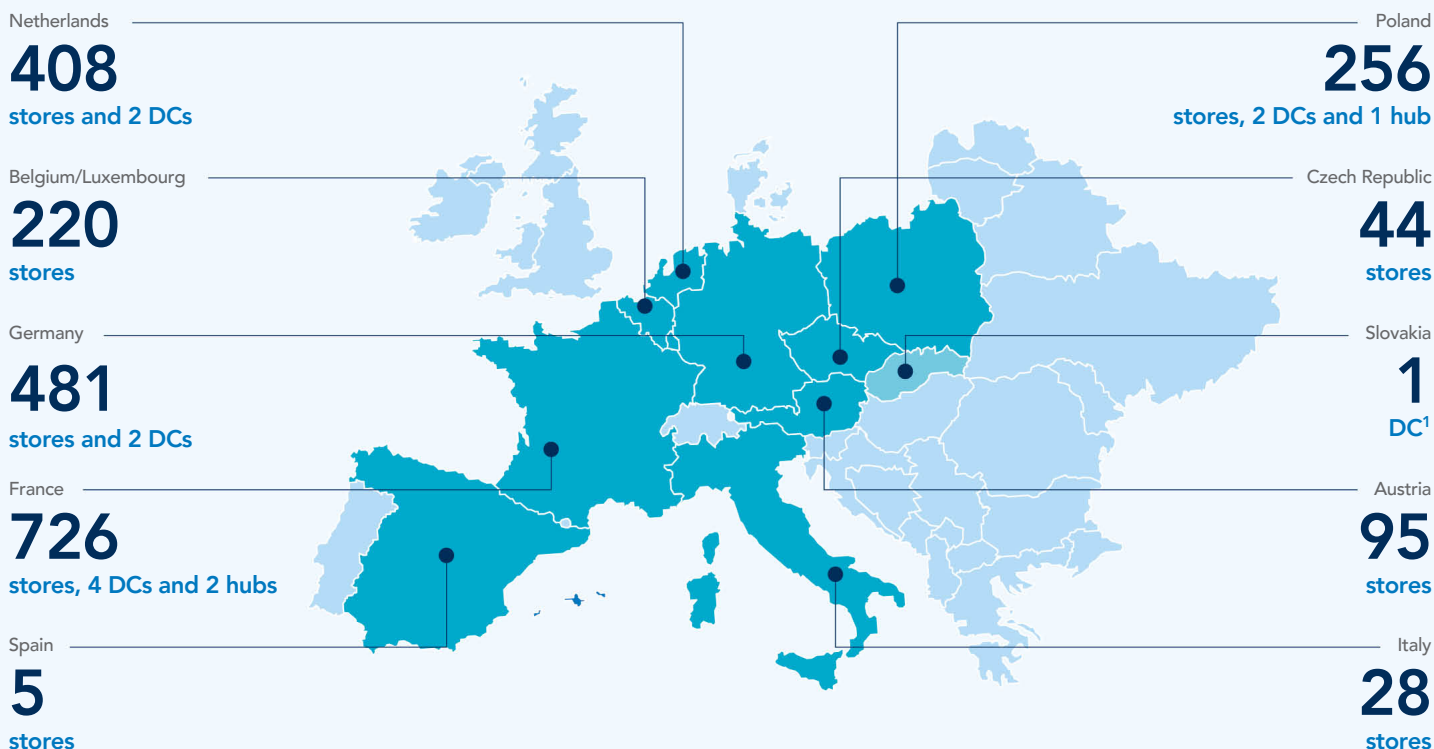 Netherlands
408
stores and 2 DCs
Belgium/Luxembourg
220
stores
Germany
481
stores and 2 DCs
France
726
stores, 4 DCs and 2 hubs
Spain
5
stores
Poland
256
stores, 2 DCs and 1 hub
Czech Republic
44
stores
Slovakia
1
DC¹
Austria
95
stores
Italy
28
stores